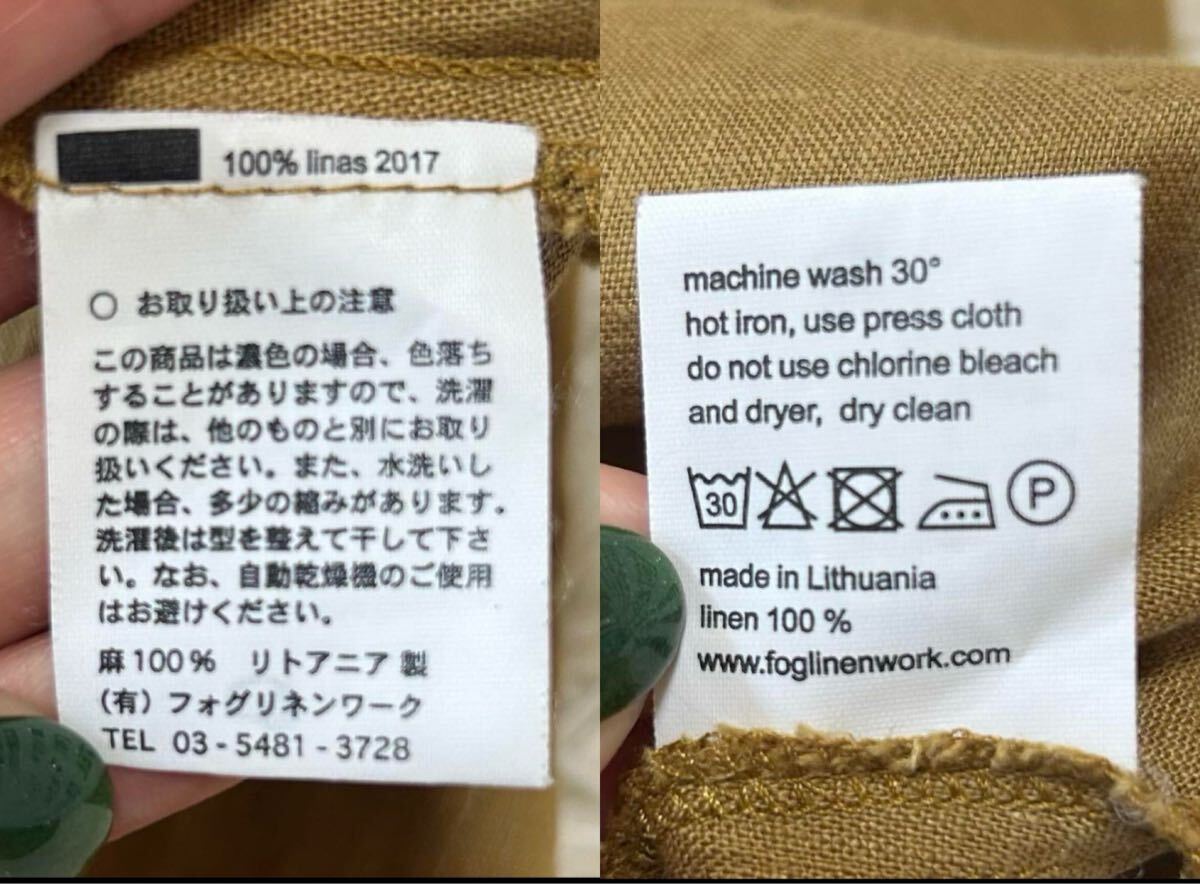 100% linas 2017
○ お取り扱い上の注意
この商品は濃色の場合、色落ち
することがありますので、洗濯
の際は、他のものと別にお取り
扱いください。また、水洗いし
た場合、多少の縮みがあります。
洗濯後は型を整えて干して下さ
い。なお、自動乾燥機のご使用
はお避けください。
麻100% リトアニア製
(有) フォグリネンワーク
TEL 03-5481-3728
machine wash 30°
hot iron, use press cloth
do not use chlorine bleach
and dryer, dry clean
30
P
made in Lithuania
linen 100 %
www.foglinenwork.com